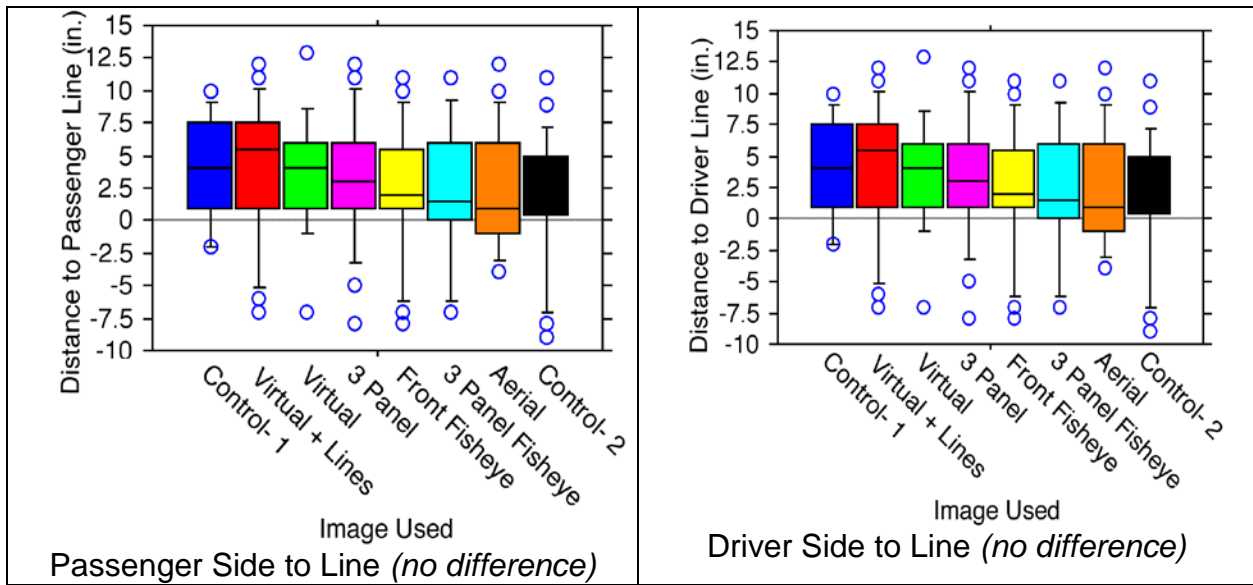 Distance to Passenger Line (in.)
15
12.5
10
7.5
5
2.5
0
-2.5
-5
-7.5
-10
Control- 1
Virtual + Lines
Virtual
3 Panel
Front Fisheye
3 Panel Fisheye
Aerial
Control- 2
Image Used
Passenger Side to Line (no difference)
Distance to Driver Line (in.)
15
12.5
10
7.5
5
2.5
0
-2.5
-5
-7.5
-10
Control- 1
Virtual + Lines
Virtual
3 Panel
Front Fisheye
3 Panel Fisheye
Aerial
Control- 2
Image Used
Driver Side to Line (no difference)